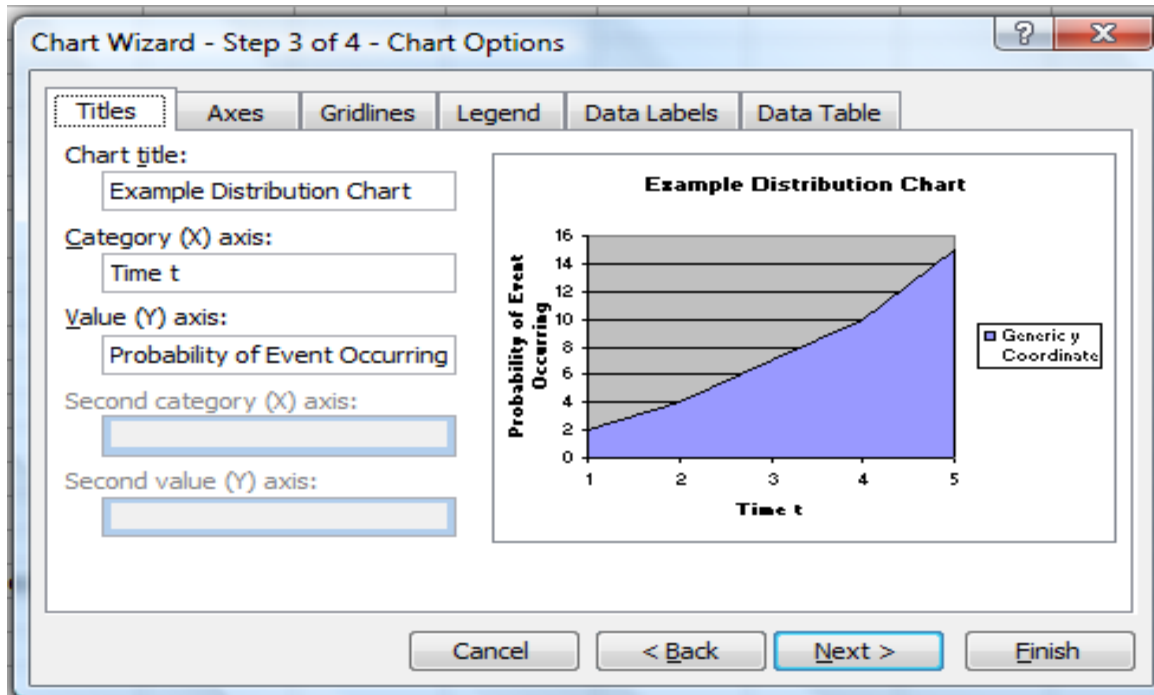 Chart Wizard - Step 3 of 4 - Chart Options
?
Titles
Axes
Gridlines
Legend
Data Labels
Data Table
Chart title:
Example Distribution Chart
Category (X) axis:
Time t
Value (Y) axis:
Probability of Event Occurring
Second category (X) axis:
Second value (Y) axis:
Example Distribution Chart
Probability of Event
Occurring
16
14
12
10
8
6
4
2
0
1 2 3 4 5
Time t
Generic y
Coordinate
Cancel
< Back
Next >
Finish